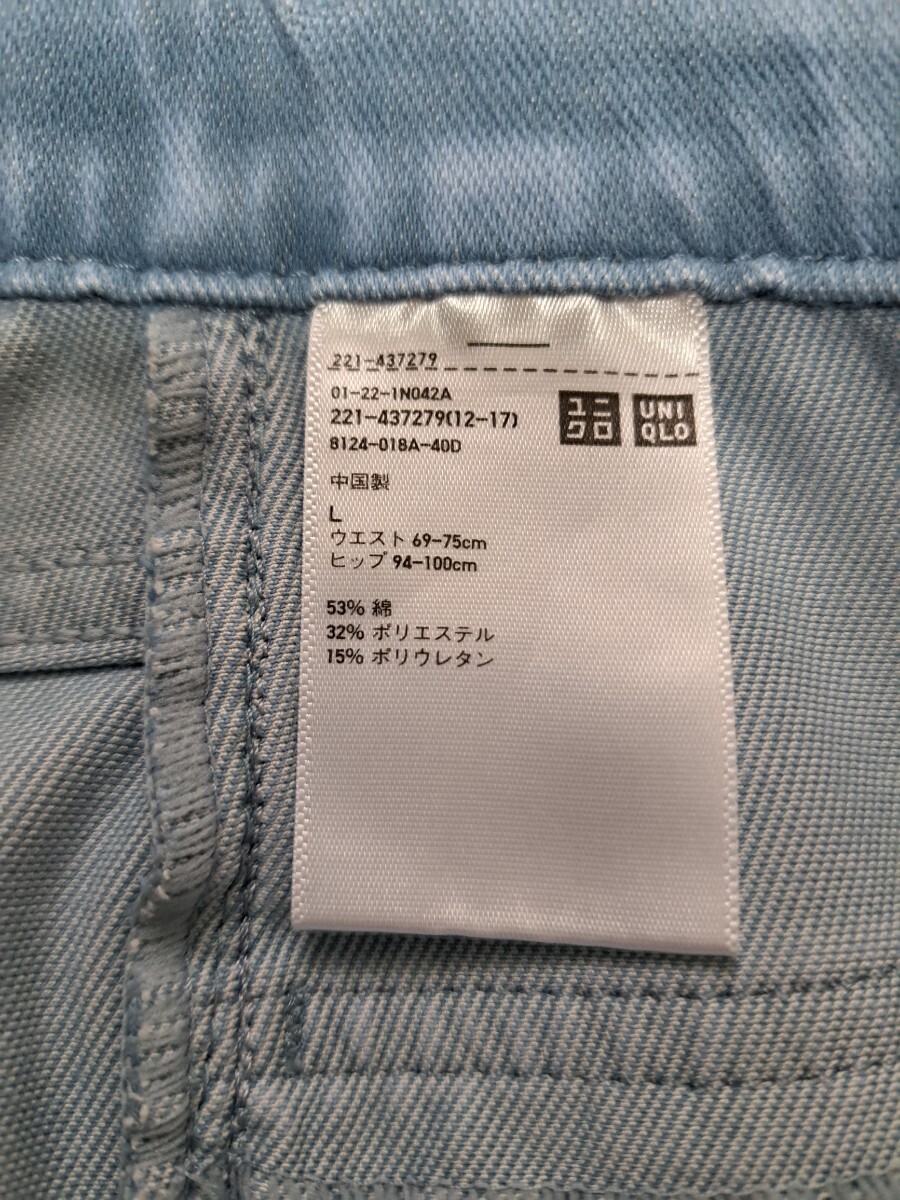 221-437279
01-22-1N042A
221-437279(12-17)
8124-018A-40D
ユニ
クロ
UNI
QLO
中国製
L
ウエスト 69-75cm
ヒップ 94-100cm
53% 綿
32% ポリエステル
15% ポリウレタン